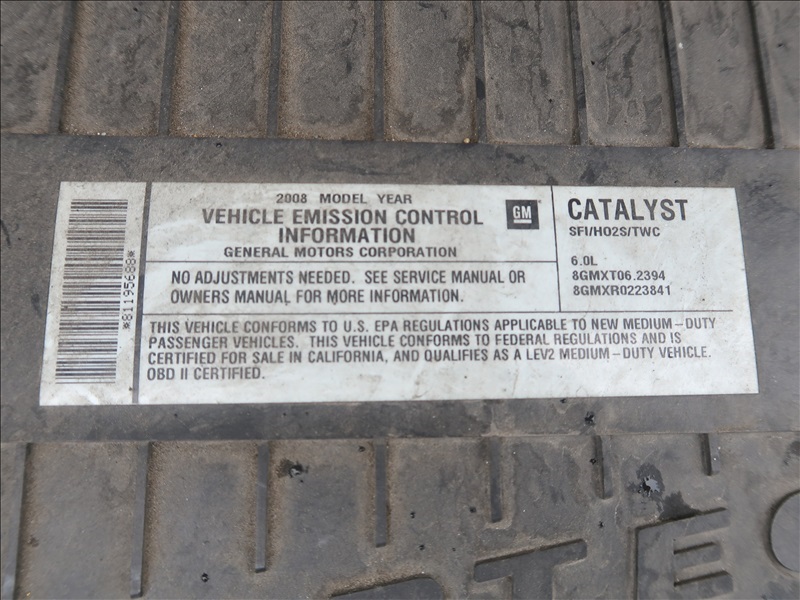 2008 MODEL YEAR
VEHICLE EMISSION CONTROL
INFORMATION
GENERAL MOTORS CORPORATION
GM
NO ADJUSTMENTS NEEDED. SEE SERVICE MANUAL OR
OWNERS MANUAL FOR MORE INFORMATION.
CATALYST
SFI/HO2S/TWC
6.0L
8GMXT06.2394
8GMXR0223841
THIS VEHICLE CONFORMS TO U.S. EPA REGULATIONS APPLICABLE TO NEW MEDIUM-DUTY
PASSENGER VEHICLES. THIS VEHICLE CONFORMS TO FEDERAL REGULATIONS AND IS
CERTIFIED FOR SALE IN CALIFORNIA, AND QUALIFIES AS A LEV2 MEDIUM-DUTY VEHICLE.
OBD II CERTIFIED.
*81195688*